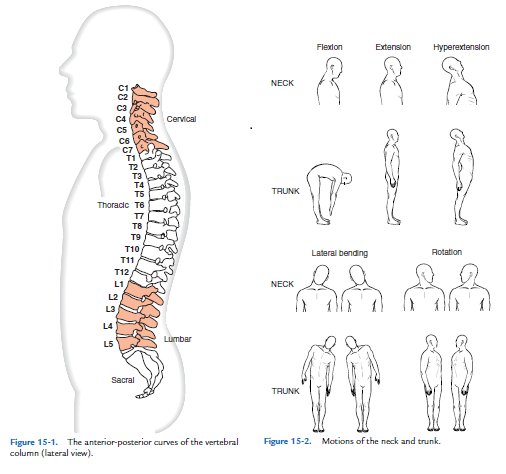 C1
C2
C3
C4
C5
C6
C7
Cervical
T1
T2
T3
T4
T5
Thoracic T6
T7
T8
T9
T10
T11
T12
L1
L2
L3
L4
L5
Lumbar
Sacral
Figure 15-1. The anterior-posterior curves of the vertebral
column (lateral view).
Flexion Extension Hyperextension
NECK
TRUNK
Lateral bending Rotation
NECK
TRUNK
Figure 15-2. Motions of the neck and trunk.